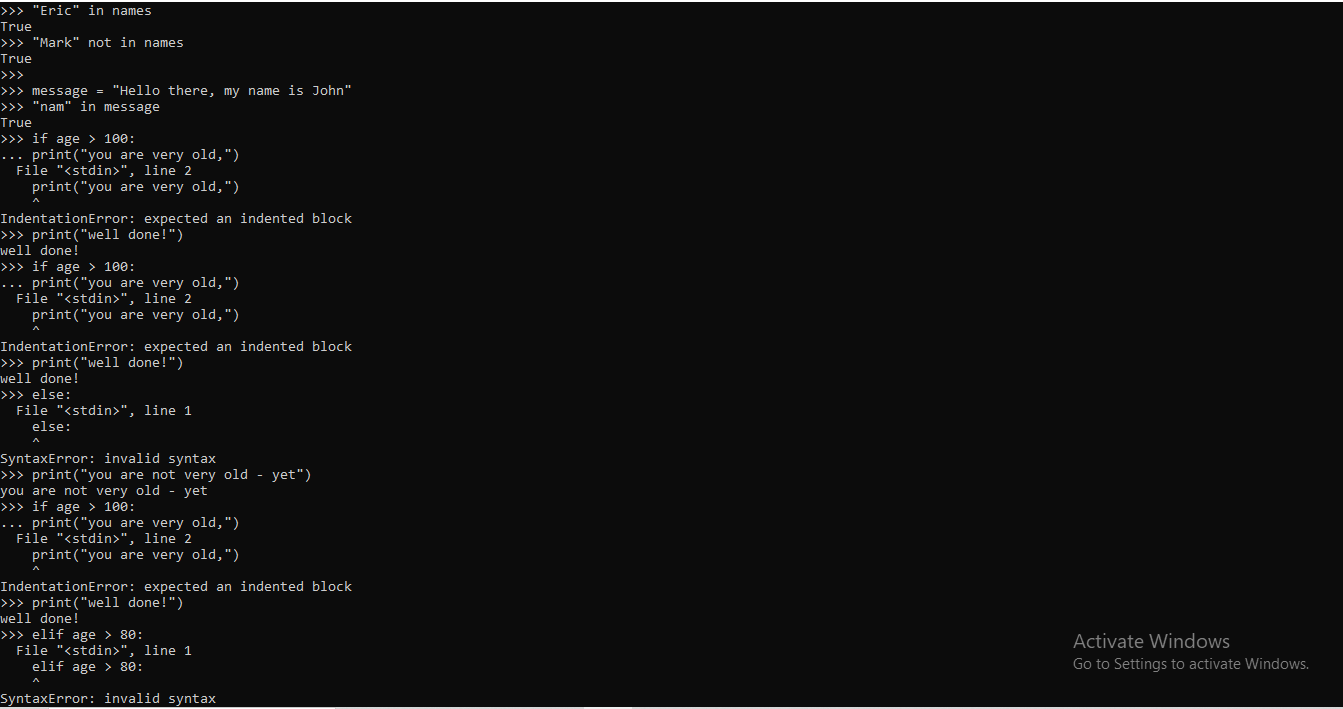 >>> "Eric" in names
True
>>> "Mark" not in names
True
>>>
>>> message = "Hello there, my name is John"
>>> "nam" in message
True
>>> if age > 100:
... print("you are very old,")
  File "<stdin>", line 2
    print("you are very old,")
    ^
IndentationError: expected an indented block
>>> print("well done!")
well done!
>>> if age > 100:
... print("you are very old,")
  File "<stdin>", line 2
    print("you are very old,")
    ^
IndentationError: expected an indented block
>>> print("well done!")
well done!
>>> else:
  File "<stdin>", line 1
    else:
    ^
SyntaxError: invalid syntax
>>> print("you are not very old - yet")
you are not very old - yet
>>> if age > 100:
... print("you are very old,")
  File "<stdin>", line 2
    print("you are very old,")
    ^
IndentationError: expected an indented block
>>> print("well done!")
well done!
>>> elif age > 80:
  File "<stdin>", line 1
    elif age > 80:
    ^
SyntaxError: invalid syntax
Activate Windows
Go to Settings to activate Windows.